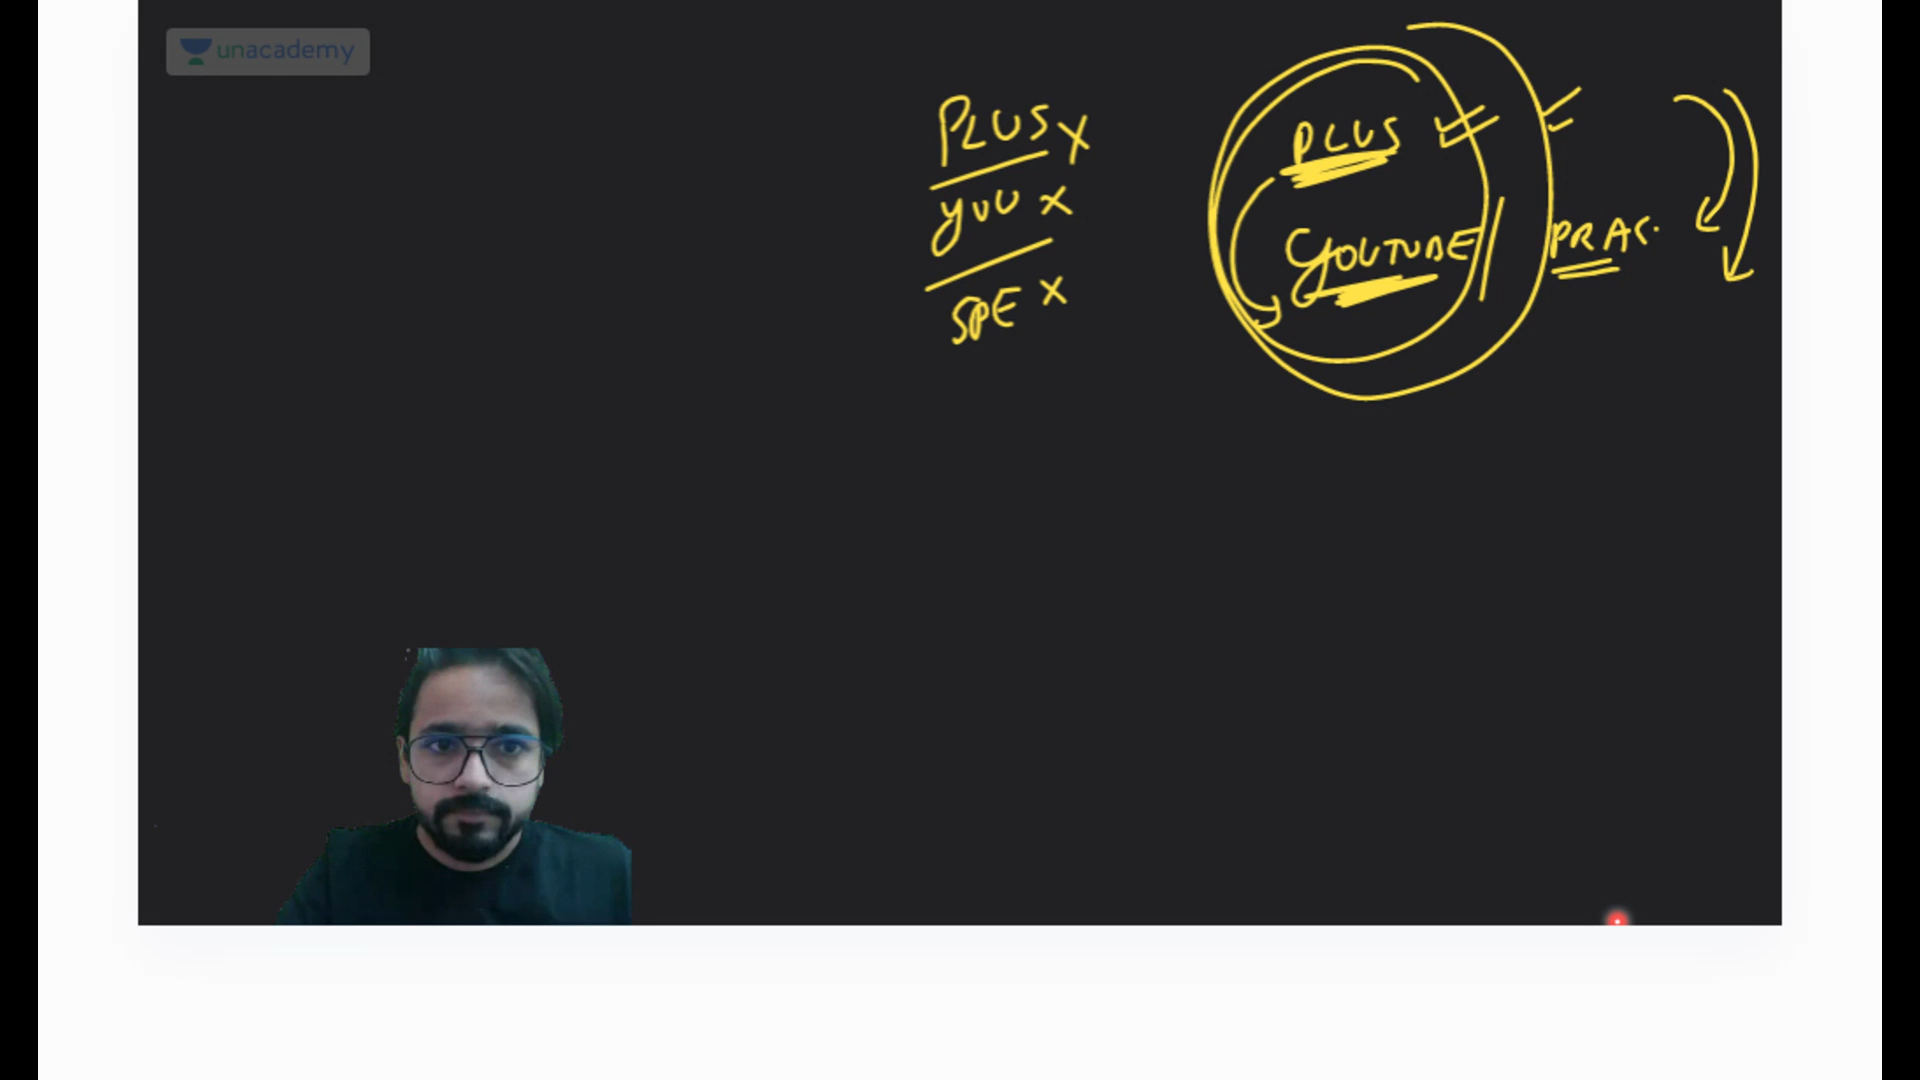 unacademy
PLUS X
YUU X
SPE X
PLUS
YOUTUBE
PRAC.